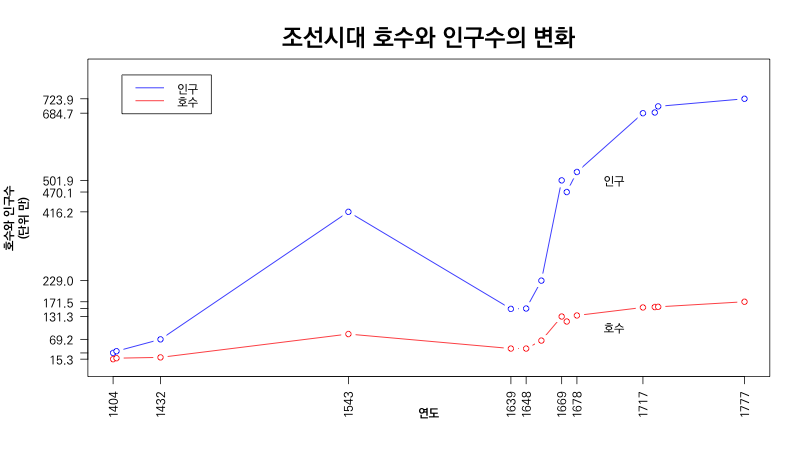 조선시대 호수와 인구수의 변화
인구
호수
723.9
684.7
501.9
470.1
416.2
229.0
171.5
131.3
69.2
15.3
호수와 인구수
(단위 만)
인구
호수
1404
1432
1543
1639
1648
1669
1678
1717
1777
연도